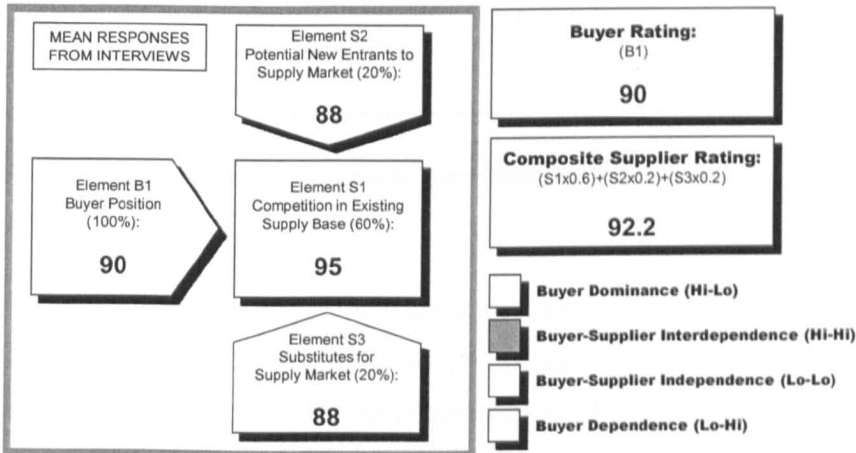 MEAN RESPONSES
FROM INTERVIEWS
Element S2
Potential New Entrants to
Supply Market (20%):
88
Element B1
Buyer Position
(100%):
90
Element S1
Competition in Existing
Supply Base (60%):
95
Element S3
Substitutes for
Supply Market (20%):
88
Buyer Rating:
(B1)
90
Composite Supplier Rating:
(S1x0.6)+(S2x0.2)+(S3x0.2)
92.2
Buyer Dominance (Hi-Lo)
Buyer-Supplier Interdependence (Hi-Hi)
Buyer-Supplier Independence (Lo-Lo)
Buyer Dependence (Lo-Hi)